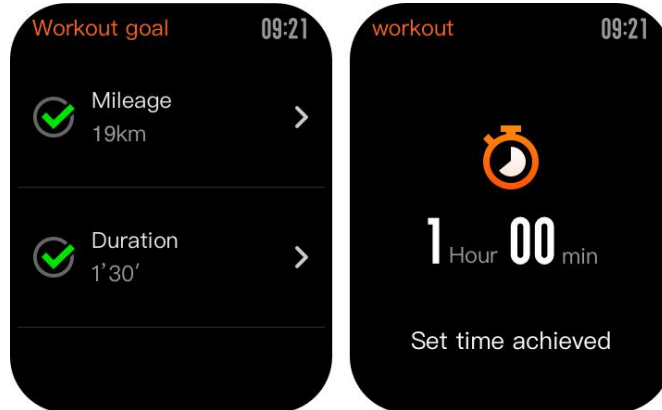 Workout goal 09:21
Mileage
19km
Duration
1'30'
workout 09:21
1 Hour 00 min
Set time achieved